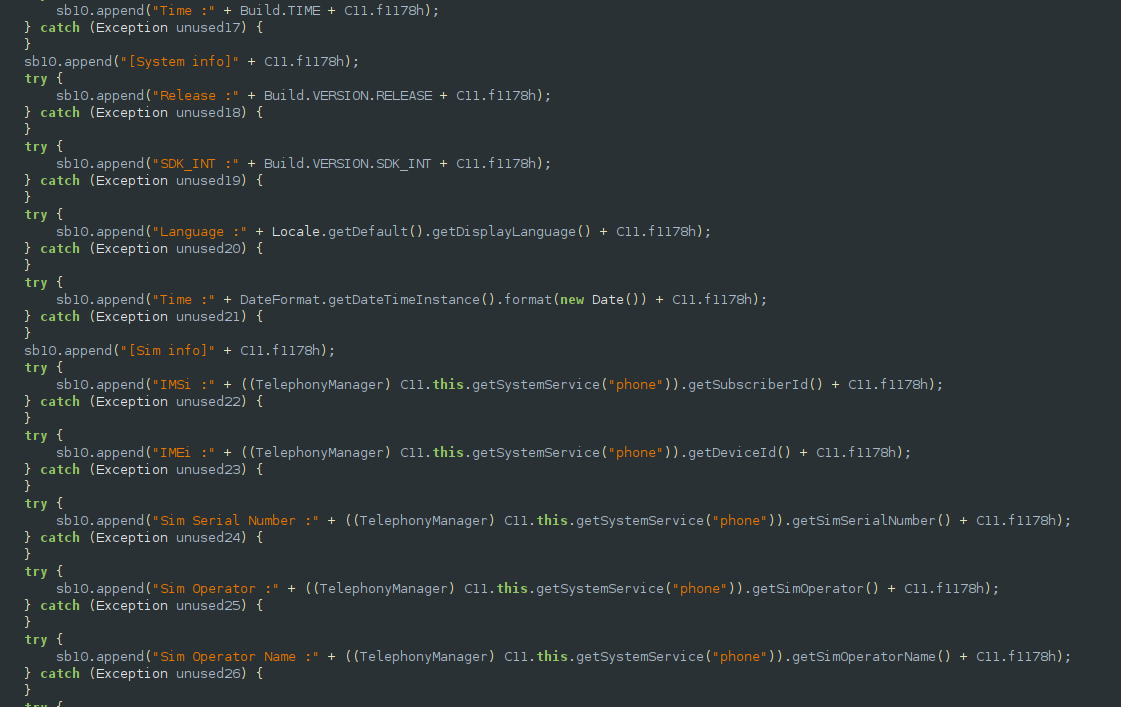 sb10.append("Time :" + Build.TIME + C11.f1178h);
} catch (Exception unused17) {
}
sb10.append("[System info]" + C11.f1178h);
try {
sb10.append("Release :" + Build.VERSION.RELEASE + C11.f1178h);
} catch (Exception unused18) {
}
try {
sb10.append("SDK_INT :" + Build.VERSION.SDK_INT + C11.f1178h);
} catch (Exception unused19) {
}
try {
sb10.append("Language :" + Locale.getDefault().getDisplayLanguage() + C11.f1178h);
} catch (Exception unused20) {
}
try {
sb10.append("Time :" + DateFormat.getDateTimeInstance().format(new Date()) + C11.f1178h);
} catch (Exception unused21) {
}
sb10.append("[Sim info]" + C11.f1178h);
try {
sb10.append("IMSi :" + ((TelephonyManager) C11.this.getSystemService("phone")).getSubscriberId() + C11.f1178h);
} catch (Exception unused22) {
}
try {
sb10.append("IMEi :" + ((TelephonyManager) C11.this.getSystemService("phone")).getDeviceId() + C11.f1178h);
} catch (Exception unused23) {
}
try {
sb10.append("Sim Serial Number :" + ((TelephonyManager) C11.this.getSystemService("phone")).getSimSerialNumber() + C11.f1178h);
} catch (Exception unused24) {
}
try {
sb10.append("Sim Operator :" + ((TelephonyManager) C11.this.getSystemService("phone")).getSimOperator() + C11.f1178h);
} catch (Exception unused25) {
}
try {
sb10.append("Sim Operator Name :" + ((TelephonyManager) C11.this.getSystemService("phone")).getSimOperatorName() + C11.f1178h);
} catch (Exception unused26) {
}
try {